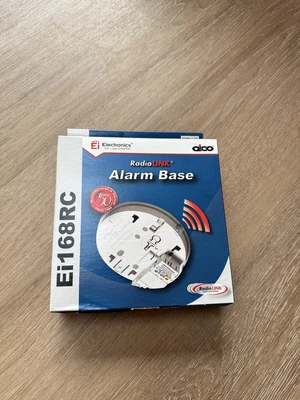 Ei Electronics
aico
RadioLINK
Alarm Base
Ei168RC
RadioLINK